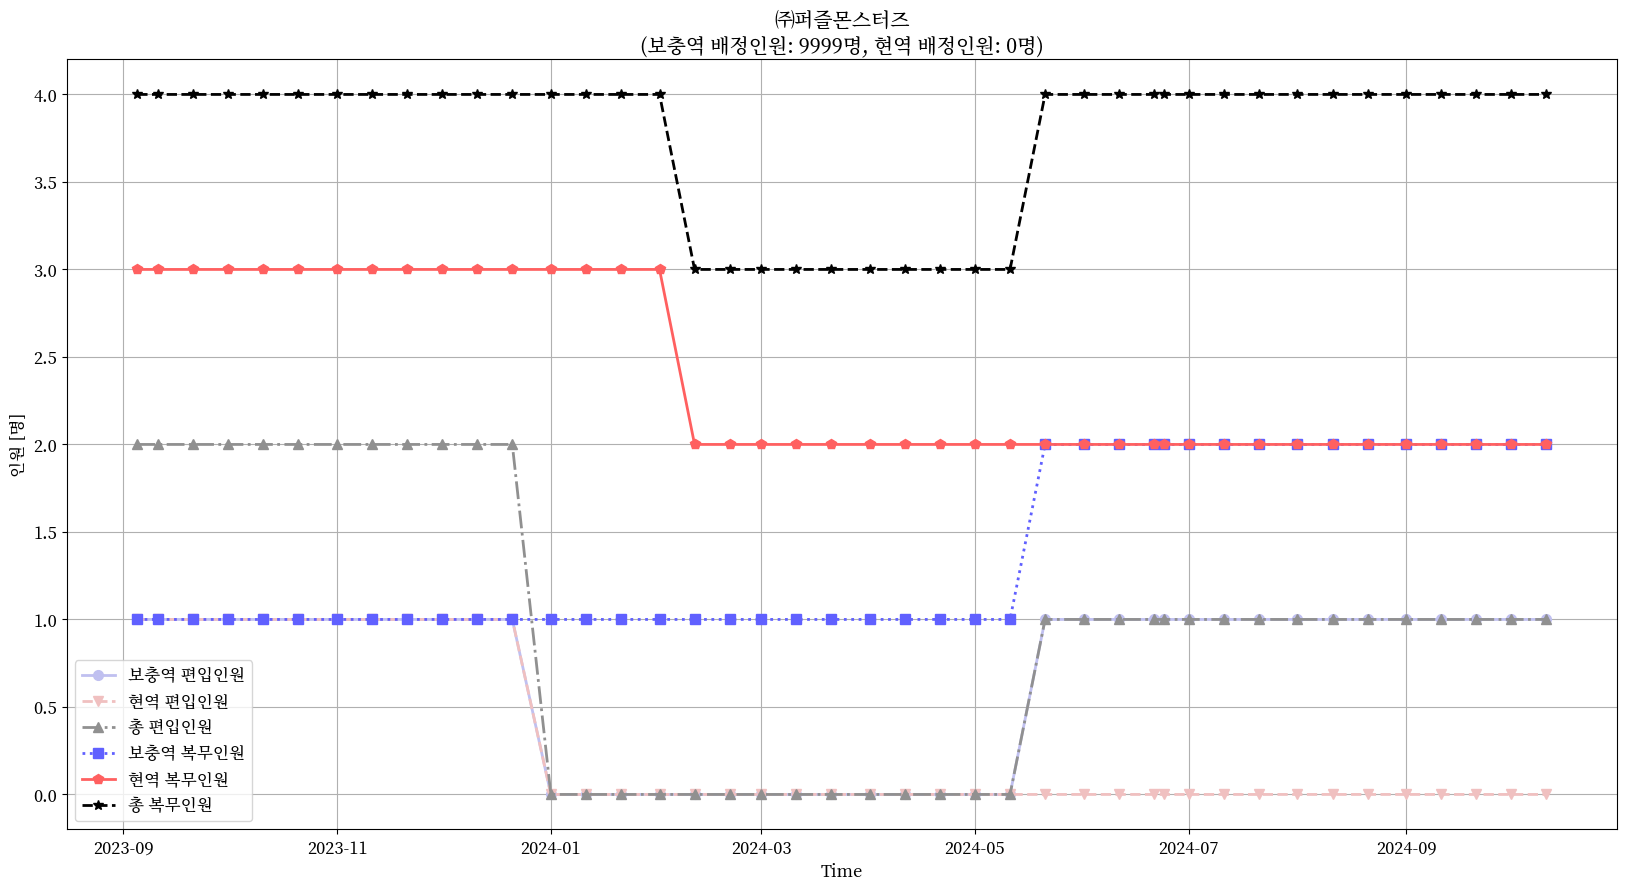 ㈜퍼즐몬스터즈
(보충역 배정인원: 9999명, 현역 배정인원: 0명)
4.0
3.5
3.0
2.5
2.0
1.5
1.0
0.5
0.0
인원 [명]
보충역 편입인원
현역 편입인원
총 편입인원
보충역 복무인원
현역 복무인원
총 복무인원
2023-09
2023-11
2024-01
2024-03
2024-05
2024-07
2024-09
Time